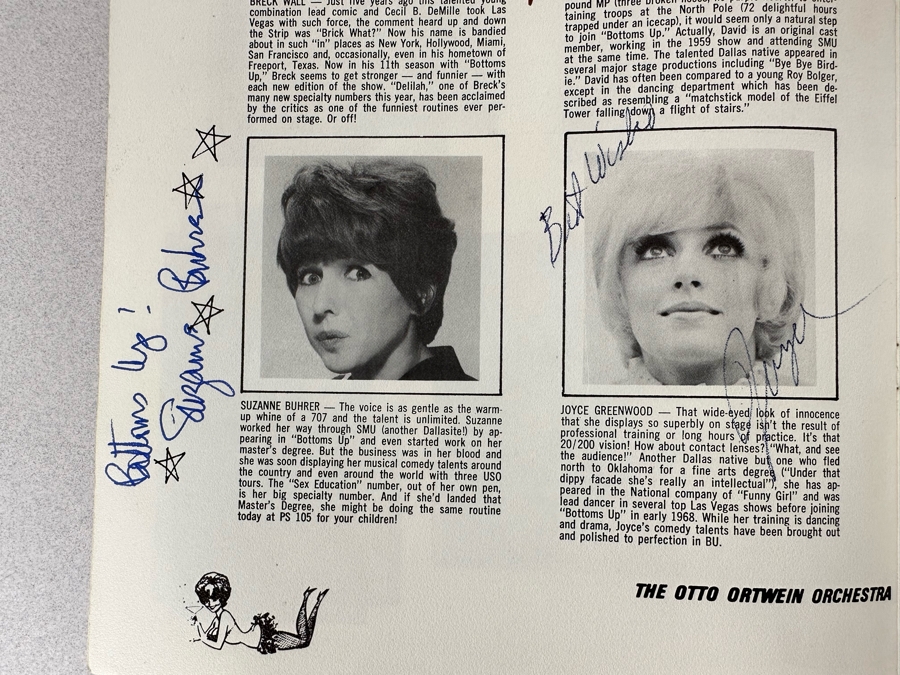 BRECK WALL — Just five years ago this talented young
combination lead comic and Cecil B. DeMille took Las
Vegas with such force, the comment heard up and down
the Strip was "Brick What?" Now his name is bandied
about in such "in" places as New York, Hollywood, Miami,
San Francisco and, occasionally, even in his hometown of
Freeport, Texas. Now in his 11th season with "Bottoms
Up," Breck seems to get stronger — and funnier — with
each new edition of the show. "Delilah," one of Breck's
many new specialty numbers this year, has been acclaimed
by the critics as one of the funniest routines ever per-
formed on stage. Or off!
taining troops at the North Pole (72 delightful hours
trapped under an icecap), it would seem only a natural step
to join "Bottoms Up." Actually, David is an original cast
member, working in the 1959 show and attending SMU
at the same time. The talented Dallas native appeared in
several major stage productions including "Bye Bye Bird-
ie." David has often been compared to a young Roy Bolger,
except in the dancing department which has been de-
scribed as resembling a "matchstick model of the Eiffel
Tower falling down a flight of stairs."
Bottoms Up!
Suzanne Buhrer
Best Wishes
Joyce
SUZANNE BUHRER — The voice is as gentle as the warm-
up whine of a 707 and the talent is unlimited. Suzanne
worked her way through SMU (another Dallasite!) by ap-
pearing in "Bottoms Up" and even started work on her
master's degree. But the business was in her blood and
she was soon displaying her musical comedy talents around
the country and even around the world with three USO
tours. The "Sex Education" number, out of her own pen,
is her big specialty number. And if she'd landed that
Master's Degree, she might be doing the same routine
today at PS 105 for your children!
JOYCE GREENWOOD — That wide-eyed look of innocence
that she displays so superbly on stage isn't the result of
professional training or long hours of practice. It's that
20/200 vision! How about contact lenses? "What, and see
the audience!" Another Dallas native but one who fled
north to Oklahoma for a fine arts degree ("Under that
dippy facade she's really an intellectual"), she has ap-
peared in the National company of "Funny Girl" and was
lead dancer in several top Las Vegas shows before joining
"Bottoms Up" in early 1968. While her training is dancing
and drama, Joyce's comedy talents have been brought out
and polished to perfection in BU.
THE OTTO ORTWEIN ORCHESTRA